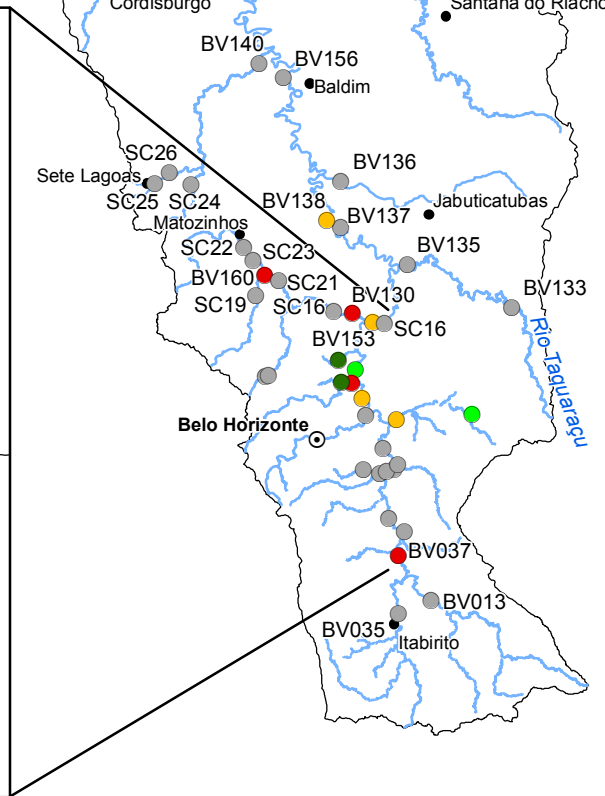 Cordisburgo
Santana do Riacho
BV140
BV156
Baldim
SC26
Sete Lagoas
SC25
SC24
BV136
BV138
BV137
Jabuticatubas
Matozinhos
SC22
SC23
BV135
BV160
SC21
SC19
SC16
BV130
SC16
BV133
BV153
Rio-Taquaraçu
Belo Horizonte
BV037
BV013
BV035
Itabirito